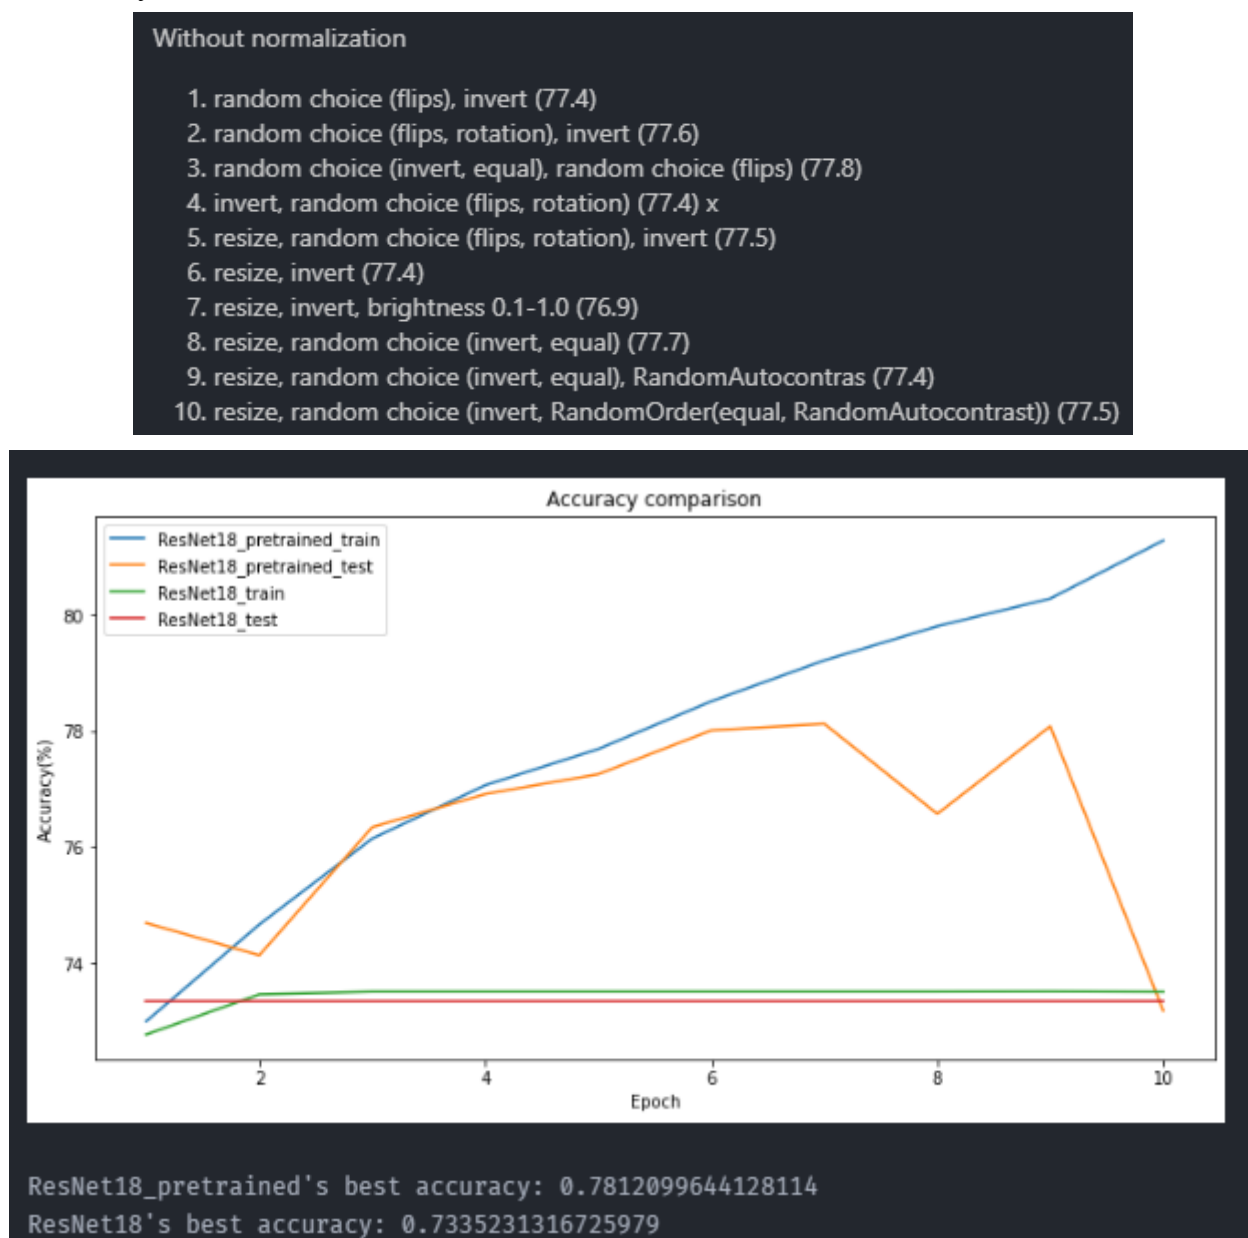 Without normalization
1. random choice (flips), invert (77.4)
2. random choice (flips, rotation), invert (77.6)
3. random choice (invert, equal), random choice (flips) (77.8)
4. invert, random choice (flips, rotation) (77.4) x
5. resize, random choice (flips, rotation), invert (77.5)
6. resize, invert (77.4)
7. resize, invert, brightness 0.1-1.0 (76.9)
8. resize, random choice (invert, equal) (77.7)
9. resize, random choice (invert, equal), RandomAutocontras (77.4)
10. resize, random choice (invert, RandomOrder(equal, RandomAutocontrast)) (77.5)
Accuracy comparison
ResNet18_pretrained_train
ResNet18_pretrained_test
ResNet18_train
ResNet18_test
Accuracy(%)
80
78
76
74
2 4 6 8 10
Epoch
ResNet18_pretrained's best accuracy: 0.7812099644128114
ResNet18's best accuracy: 0.7335231316725979